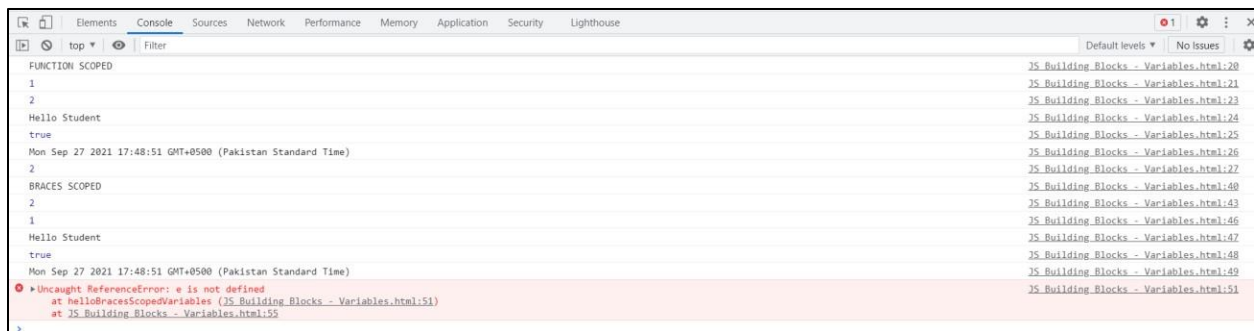 Elements Console Sources Network Performance Memory Application Security Lighthouse 1
top Filter Default levels No Issues
FUNCTION SCOPED JS Building Blocks - Variables.html:20
1 JS Building Blocks - Variables.html:21
2 JS Building Blocks - Variables.html:23
Hello Student JS Building Blocks - Variables.html:24
true JS Building Blocks - Variables.html:25
Mon Sep 27 2021 17:48:51 GMT+0500 (Pakistan Standard Time) JS Building Blocks - Variables.html:26
2 JS Building Blocks - Variables.html:27
BRACES SCOPED JS Building Blocks - Variables.html:40
2 JS Building Blocks - Variables.html:43
1 JS Building Blocks - Variables.html:46
Hello Student JS Building Blocks - Variables.html:47
true JS Building Blocks - Variables.html:48
Mon Sep 27 2021 17:48:51 GMT+0500 (Pakistan Standard Time) JS Building Blocks - Variables.html:49
Uncaught ReferenceError: e is not defined JS Building Blocks - Variables.html:51
at helloBracesScopedVariables (JS Building Blocks - Variables.html:51)
at JS Building Blocks - Variables.html:55